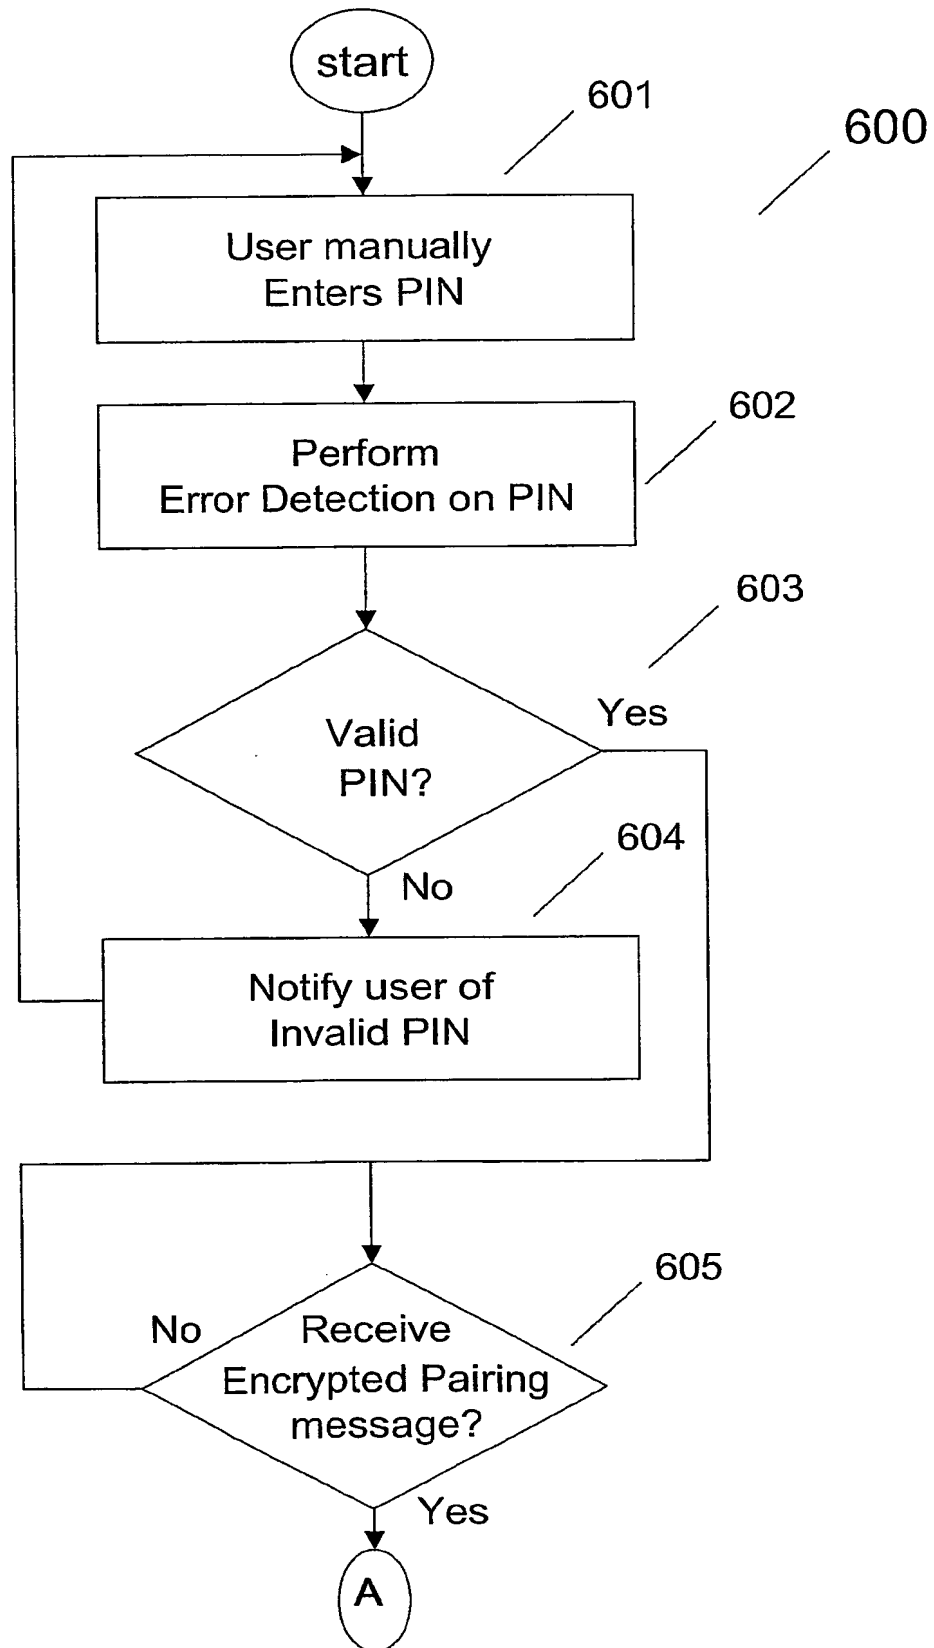 start
601
600
User manually
Enters PIN
602
Perform
Error Detection on PIN
603
Yes
Valid
PIN?
604
No
Notify user of
Invalid PIN
605
No
Receive
Encrypted Pairing
message?
Yes
A